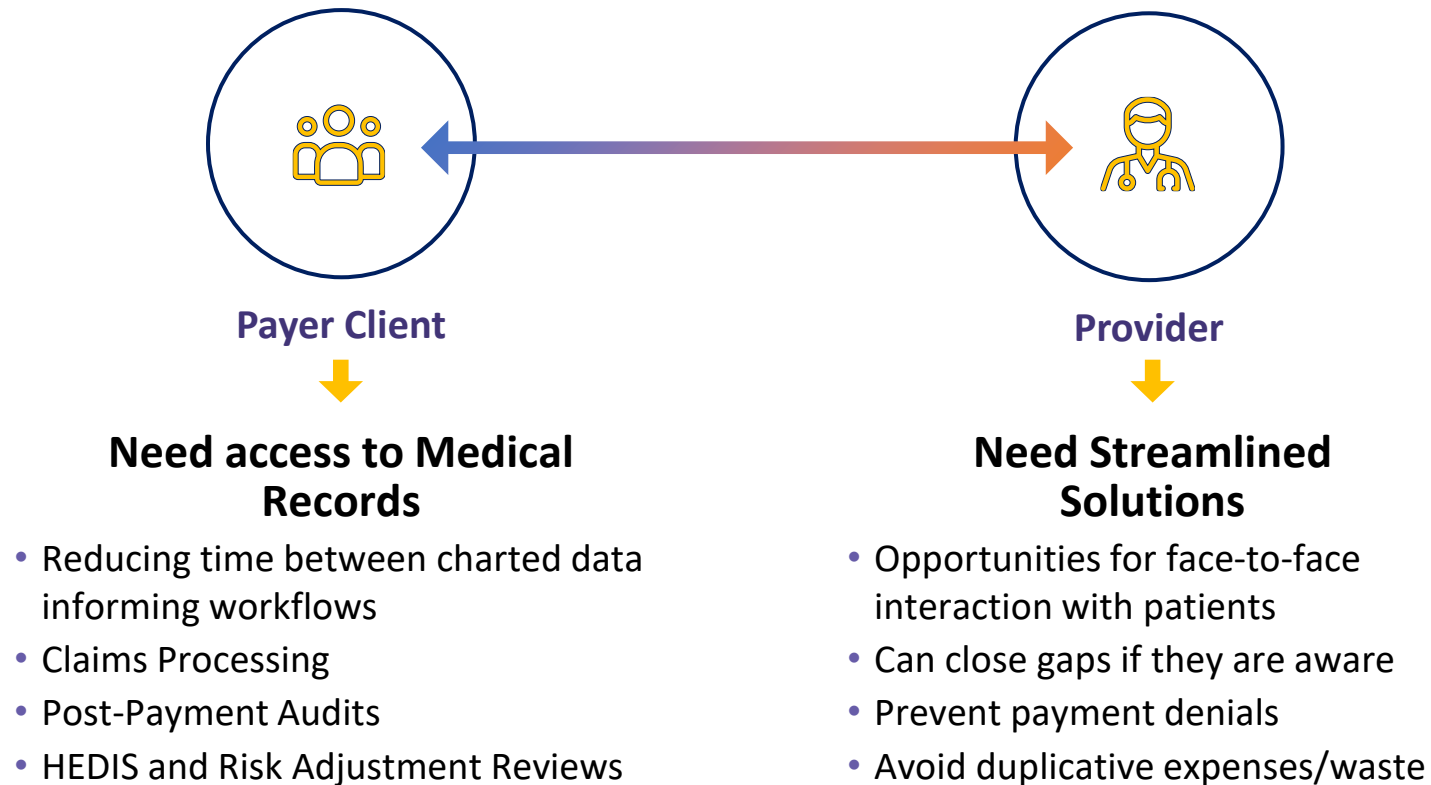 Payer Client
Need access to Medical
Records
• Reducing time between charted data
informing workflows
• Claims Processing
• Post-Payment Audits
• HEDIS and Risk Adjustment Reviews
Provider
Need Streamlined
Solutions
• Opportunities for face-to-face
interaction with patients
• Can close gaps if they are aware
• Prevent payment denials
• Avoid duplicative expenses/waste